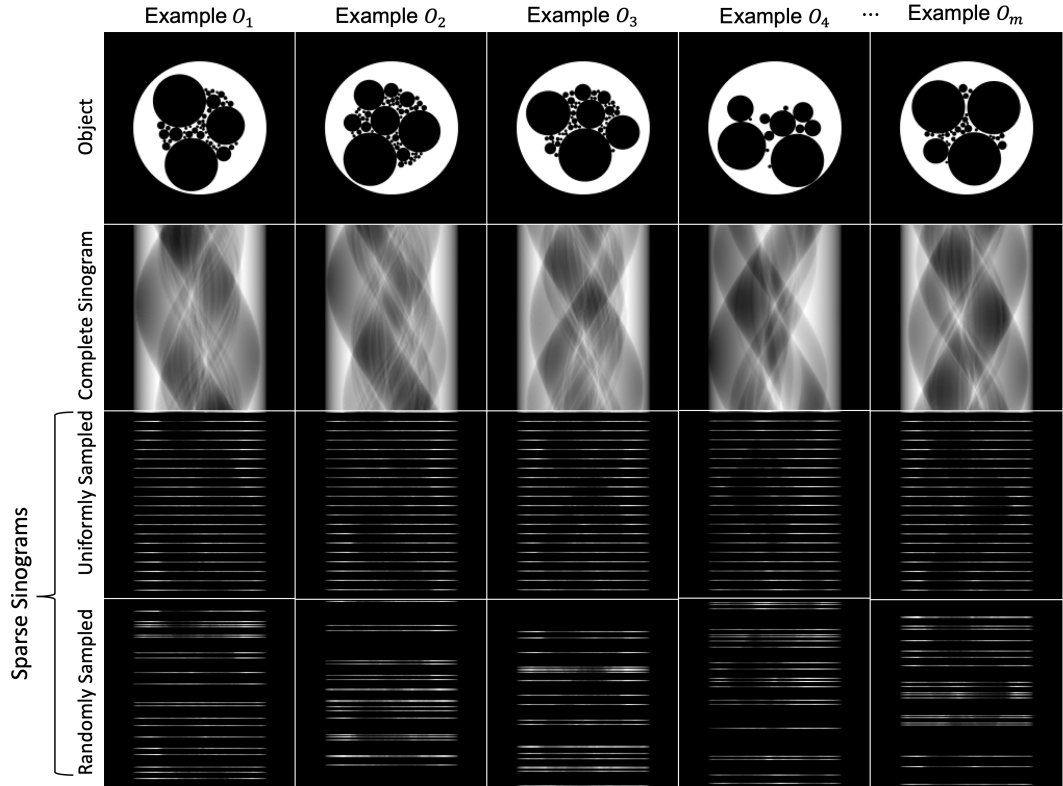 Example O₁
Example O₂
Example O₃
Example O₄
...
Example Oₘ
Object
Complete Sinogram
Sparse Sinograms
Uniformly Sampled
Randomly Sampled